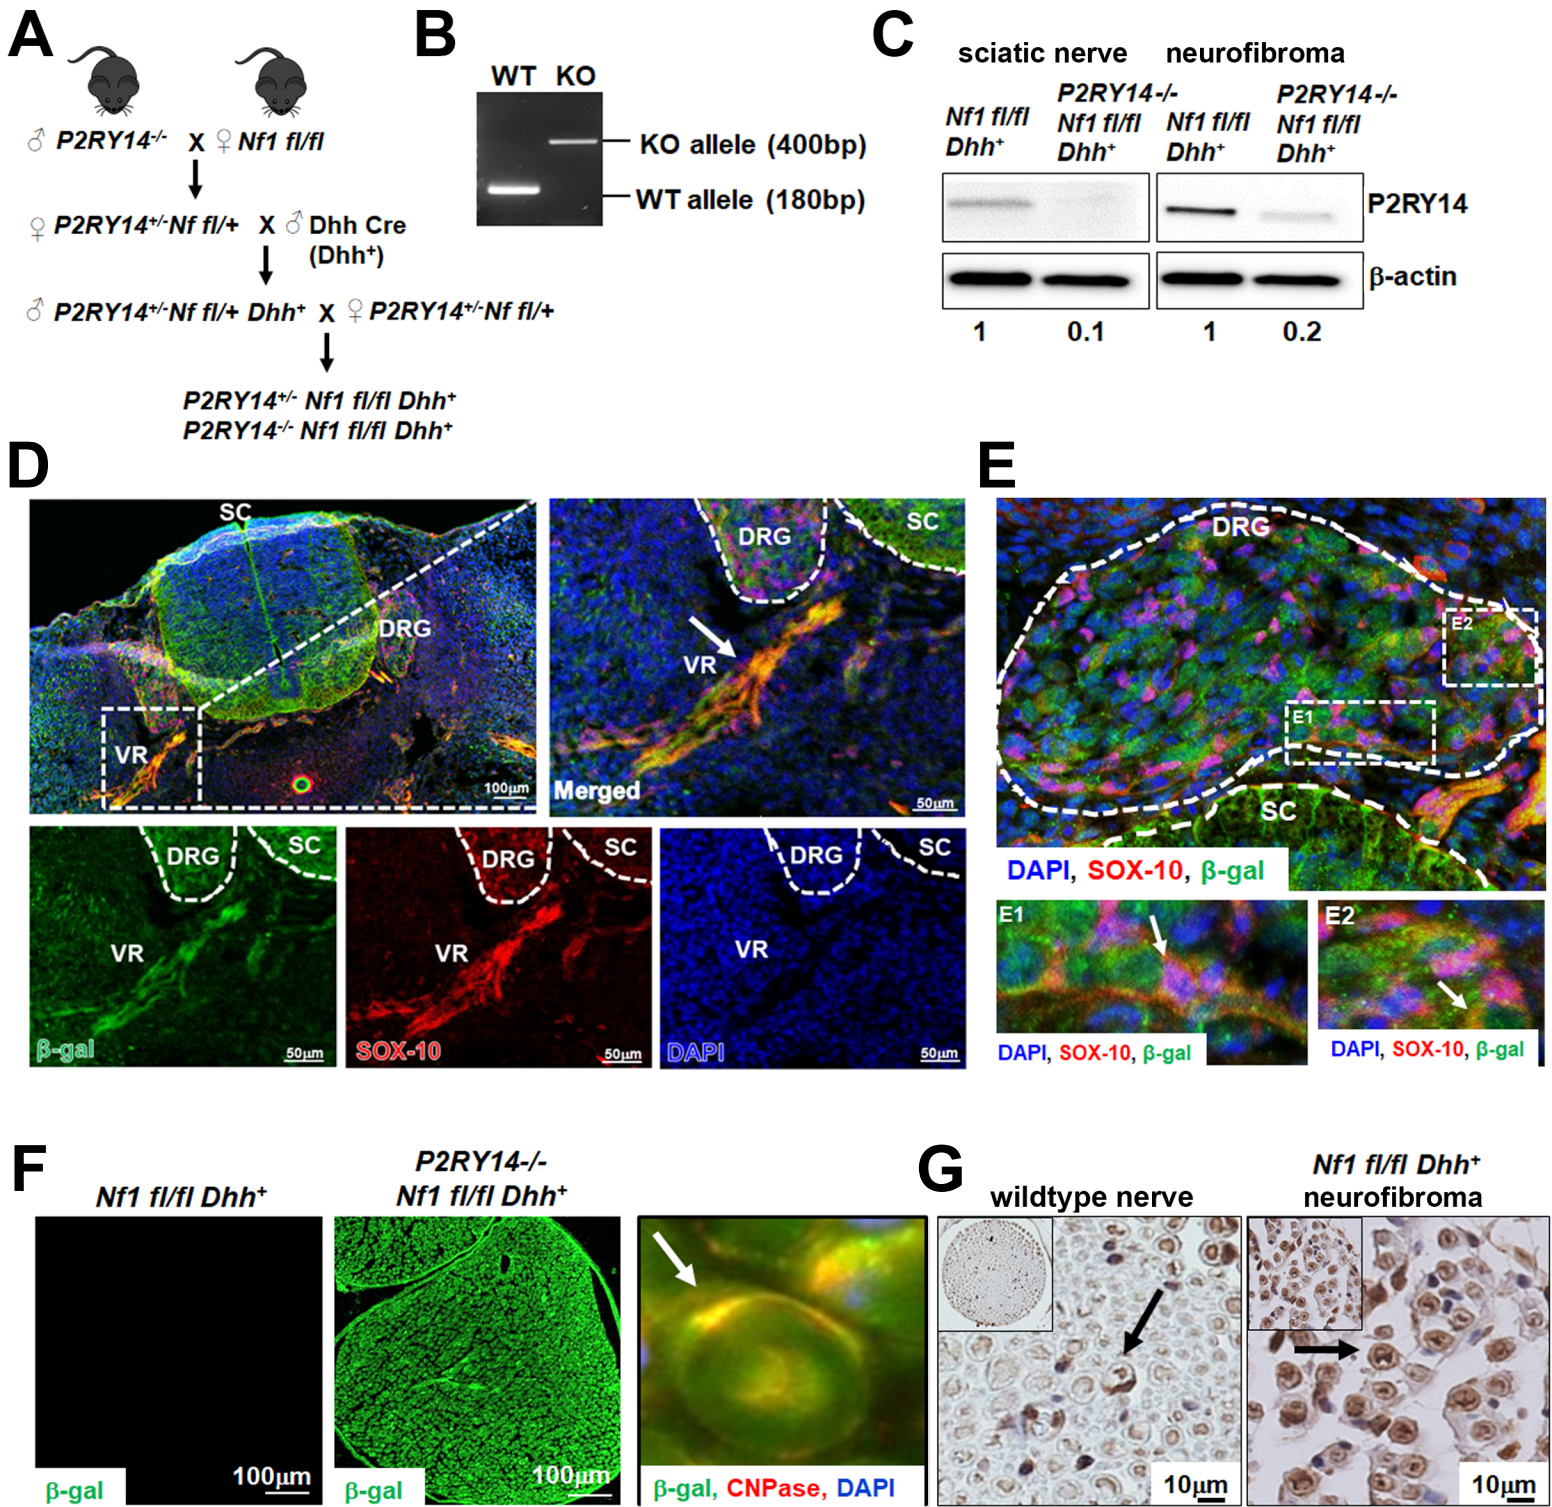 A
♂ P2RY14-/- X ♀ Nf1 fl/fl
♀ P2RY14+/-Nf fl/+ X ♂ Dhh Cre
(Dhh+)
♂ P2RY14+/-Nf fl/+ Dhh+ X ♀ P2RY14+/-Nf fl/+
P2RY14+/- Nf1 fl/fl Dhh+
P2RY14-/- Nf1 fl/fl Dhh+
B
WT KO
KO allele (400bp)
WT allele (180bp)
C
sciatic nerve neurofibroma
Nf1 fl/fl
Dhh+
P2RY14-/-
Nf1 fl/fl
Dhh+
Nf1 fl/fl
Dhh+
P2RY14-/-
Nf1 fl/fl
Dhh+
P2RY14
β-actin
1 0.1 1 0.2
D
SC
DRG
VR
100μm
DRG
SC
VR
Merged
50μm
DRG
SC
VR
β-gal
50μm
DRG
SC
VR
SOX-10
50μm
DRG
SC
VR
DAPI
50μm
E
DRG
E2
E1
SC
DAPI, SOX-10, β-gal
E1
DAPI, SOX-10, β-gal
E2
DAPI, SOX-10, β-gal
F
Nf1 fl/fl Dhh+
P2RY14-/-
Nf1 fl/fl Dhh+
β-gal
100μm
β-gal
100μm
β-gal, CNPase, DAPI
G
wildtype nerve
Nf1 fl/fl Dhh+
neurofibroma
10μm
10μm